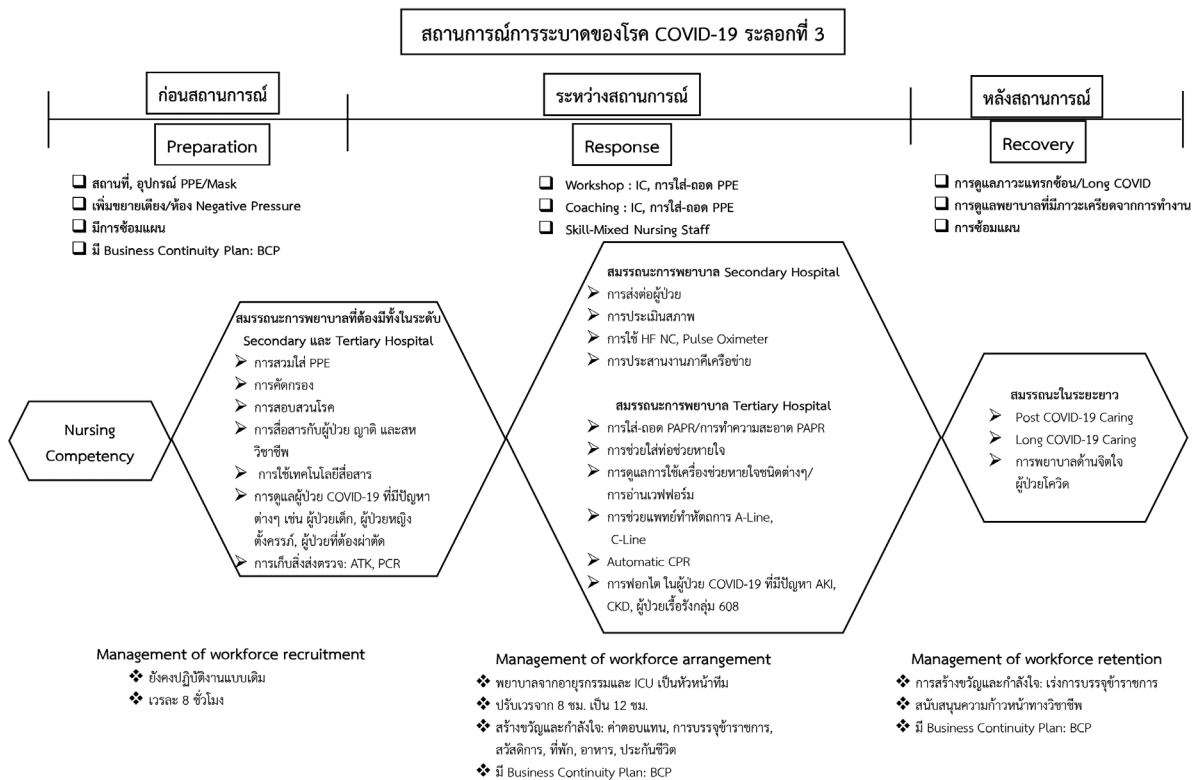 สถานการณ์การระบาดของโรค COVID-19 ระลอกที่ 3
ก่อนสถานการณ์
Preparation
สถานที่, อุปกรณ์ PPE/Mask
เพิ่มขยายเตียง/ห้อง Negative Pressure
มีการซ้อมแผน
มี Business Continuity Plan: BCP
ระหว่างสถานการณ์
Response
Workshop : IC, การใส่-ถอด PPE
Coaching : IC, การใส่-ถอด PPE
Skill-Mixed Nursing Staff
หลังสถานการณ์
Recovery
การดูแลภาวะแทรกซ้อน/Long COVID
การดูแลพยาบาลที่มีภาวะเครียดจากการทำงาน
การซ้อมแผน
Nursing
Competency
สมรรถนะการพยาบาลที่ต้องมีทั้งในระดับ
Secondary และ Tertiary Hospital
การสวมใส่ PPE
การคัดกรอง
การสอบสวนโรค
การสื่อสารกับผู้ป่วย ญาติ และสห
วิชาชีพ
การใช้เทคโนโลยีสื่อสาร
การดูแลผู้ป่วย COVID-19 ที่มีปัญหา
ต่างๆ เช่น ผู้ป่วยเด็ก, ผู้ป่วยหญิง
ตั้งครรภ์, ผู้ป่วยที่ต้องผ่าตัด
การเก็บสิ่งส่งตรวจ: ATK, PCR
สมรรถนะการพยาบาล Secondary Hospital
การส่งต่อผู้ป่วย
การประเมินสภาพ
การใช้ HF NC, Pulse Oximeter
การประสานงานภาคีเครือข่าย
สมรรถนะการพยาบาล Tertiary Hospital
การใส่-ถอด PAPR/การทำความสะอาด PAPR
การช่วยใส่ท่อช่วยหายใจ
การดูแลการใช้เครื่องช่วยหายใจชนิดต่างๆ/
การอ่านเวฟฟอร์ม
การช่วยแพทย์ทำหัตถการ A-Line,
C-Line
Automatic CPR
การฟอกไต ในผู้ป่วย COVID-19 ที่มีปัญหา AKI,
CKD, ผู้ป่วยเรื้อรังกลุ่ม 608
สมรรถนะในระยะยาว
Post COVID-19 Caring
Long COVID-19 Caring
การพยาบาลด้านจิตใจ
ผู้ป่วยโควิด
Management of workforce recruitment
ยังคงปฏิบัติงานแบบเดิม
เวรละ 8 ชั่วโมง
Management of workforce arrangement
พยาบาลจากอายุรกรรมและ ICU เป็นหัวหน้าทีม
ปรับเวรจาก 8 ชม. เป็น 12 ชม.
สร้างขวัญและกำลังใจ: ค่าตอบแทน, การบรรจุข้าราชการ,
สวัสดิการ, ที่พัก, อาหาร, ประกันชีวิต
มี Business Continuity Plan: BCP
Management of workforce retention
การสร้างขวัญและกำลังใจ: เร่งการบรรจุข้าราชการ
สนับสนุนความก้าวหน้าทางวิชาชีพ
มี Business Continuity Plan: BCP